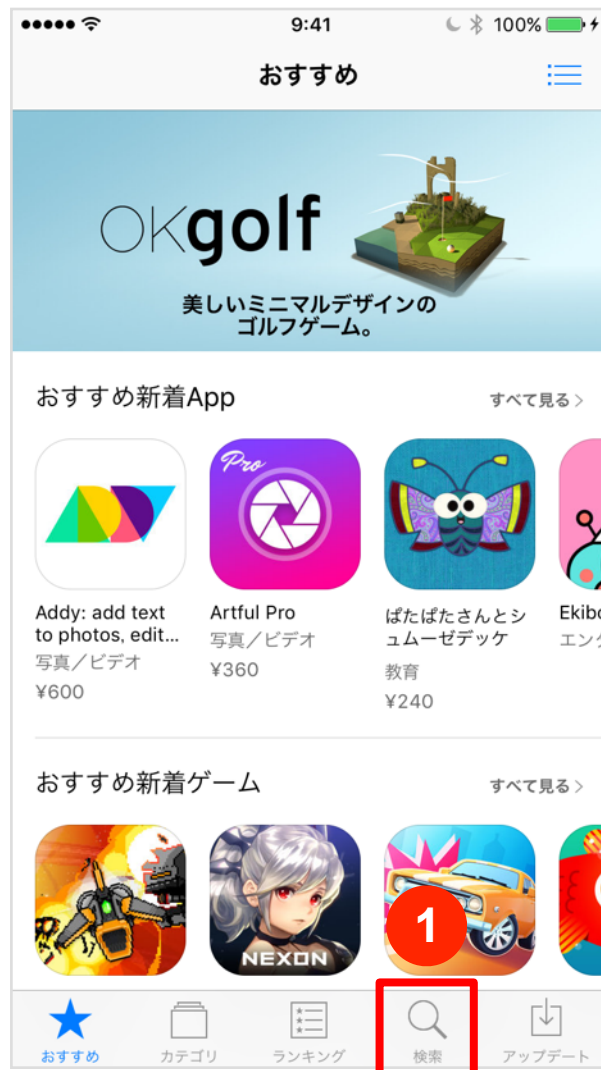 9:41
100%
おすすめ
OKgolf
美しいミニマルデザインの
ゴルフゲーム。
おすすめ新着App
すべて見る >
Pro
Addy: add text
to photos, edit...
写真／ビデオ
¥600
Artful Pro
写真／ビデオ
¥360
ぱたぱたさんとシ
ュムーゼデッケ
教育
¥240
Ekibo
エンタ
おすすめ新着ゲーム
すべて見る >
NEXON
1
おすすめ
カテゴリ
ランキング
検索
アップデート